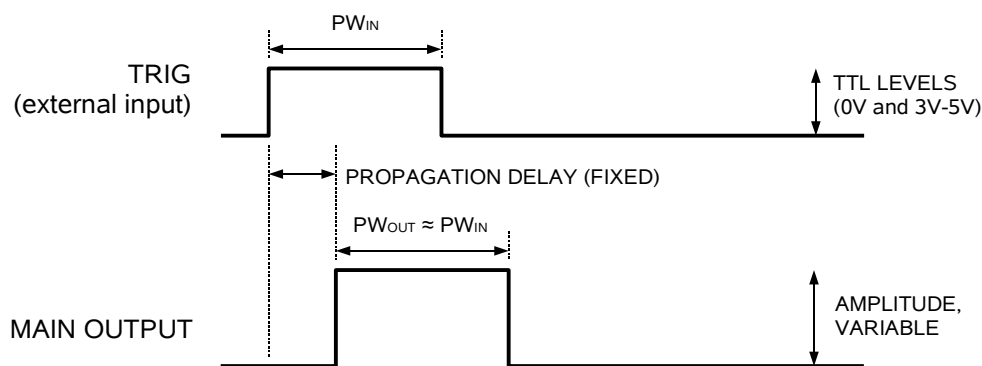 PWIN
TRIG
(external input)
TTL LEVELS
(0V and 3V-5V)
PROPAGATION DELAY (FIXED)
PWOUT ≈ PWIN
MAIN OUTPUT
AMPLITUDE,
VARIABLE